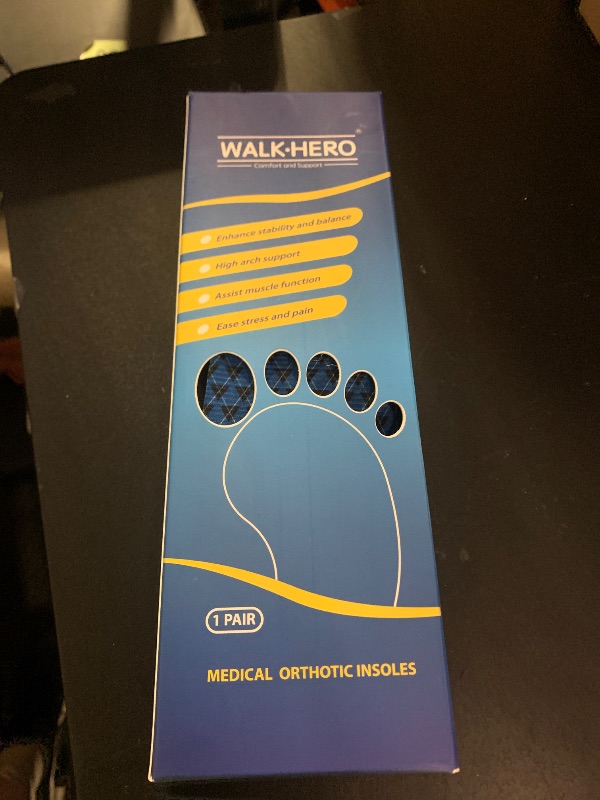 WALK·HERO
Comfort and Support
Enhance stability and balance
High arch support
Assist muscle function
Ease stress and pain
1 PAIR
MEDICAL ORTHOTIC INSOLES